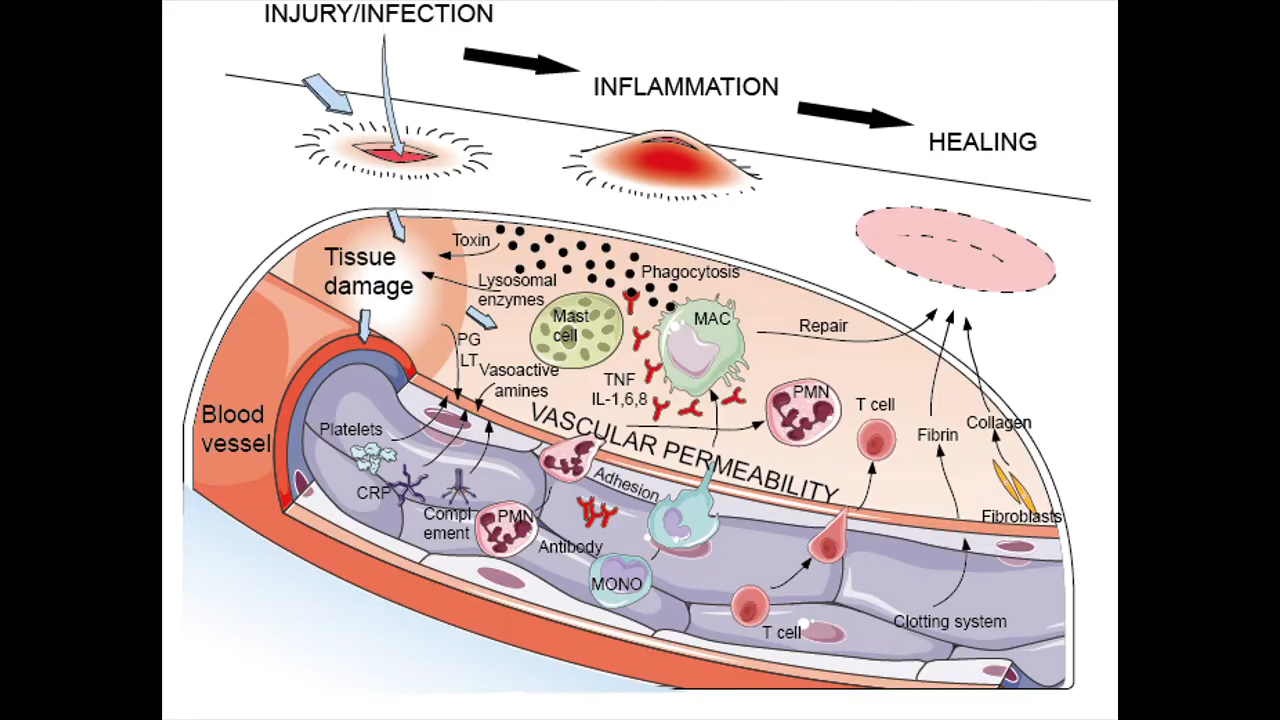 INJURY/INFECTION
INFLAMMATION
HEALING
Toxin
Tissue
damage
Phagocytosis
Lysosomal
enzymes
Mast
cell
MAC
Repair
PG
LT
Vasoactive
amines
TNF
IL-1,6,8
PMN
T cell
Blood
vessel
VASCULAR PERMEABILITY
Collagen
Fibrin
Platelets
Adhesion
CRP
Compl
ement
PMN
Fibroblasts
Antibody
MONO
Clotting system
T cell